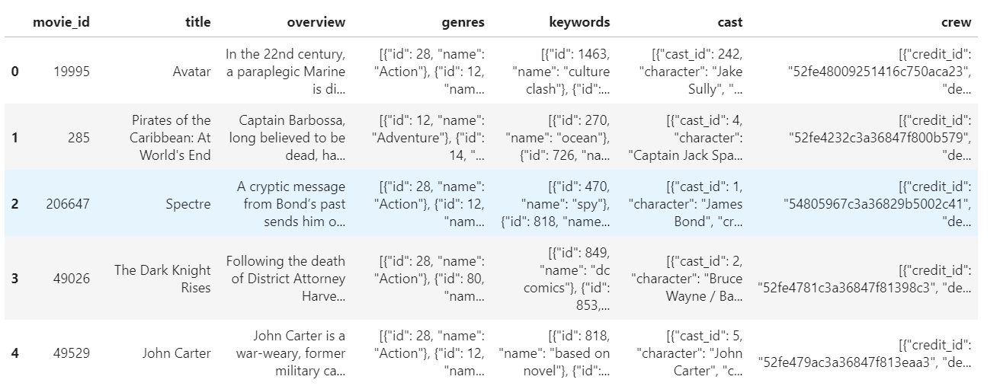 movie_id title overview genres keywords cast crew
In the 22nd century, [{"id": 28, "name": [{"id": 1463, [{"cast_id": 242, [{"credit_id":
0 19995 Avatar a paraplegic Marine "Action"}, {"id": 12, "name": "culture "character": "Jake "52fe48009251416c750aca23",
is di... "nam... clash"}, {"id":... Sully", "... "de...
Pirates of the Captain Barbossa, [{"id": 12, "name": [{"id": 270, [{"cast_id": 4, [{"credit_id":
1 285 Caribbean: At long believed to be "Adventure"}, {"id": "name": "ocean"}, "character": "52fe4232c3a36847f800b579",
World's End dead, ha... 14, "... {"id": 726, "na... "Captain Jack Spa... "de...
A cryptic message [{"id": 28, "name": [{"id": 470, [{"cast_id": 1, [{"credit_id":
2 206647 Spectre from Bond’s past "Action"}, {"id": 12, "name": "spy"}, "character": "James "54805967c3a36829b5002c41",
sends him o... "nam... {"id": 818, "name... Bond", "cr... "de...
Following the death [{"id": 28, "name": [{"id": 849, [{"cast_id": 2, [{"credit_id":
3 49026 The Dark Knight Rises of District Attorney "Action"}, {"id": 80, "name": "dc "character": "Bruce "52fe4781c3a36847f81398c3", "de...
Harve... "nam... comics"}, {"id": Wayne / Ba...
853,...
John Carter is a [{"id": 28, "name": [{"id": 818, [{"cast_id": 5, [{"credit_id":
4 49529 John Carter war-weary, former "Action"}, {"id": 12, "name": "based on "character": "John "52fe479ac3a36847f813eaa3", "de...
military ca... "nam... novel"}, {"id":... Carter", "c...